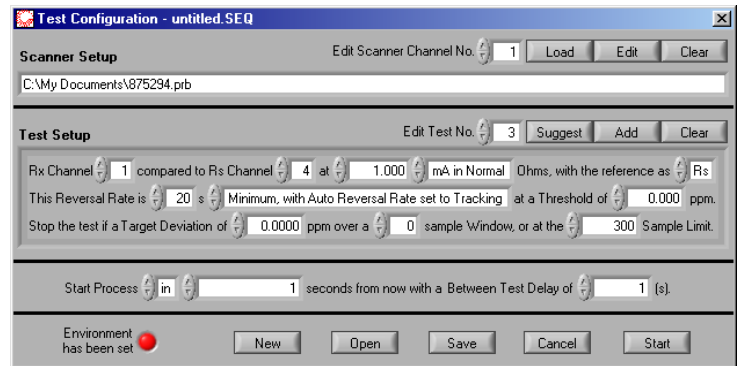 Test Configuration - untitled.SEQ
Scanner Setup Edit Scanner Channel No. 1 Load Edit Clear
C:\My Documents\875294.prb
Test Setup Edit Test No. 3 Suggest Add Clear
Rx Channel 1 compared to Rs Channel 4 at 1.000 mA in Normal Ohms, with the reference as Rs
This Reversal Rate is 20 s Minimum, with Auto Reversal Rate set to Tracking at a Threshold of 0.000 ppm.
Stop the test if a Target Deviation of 0.0000 ppm over a 0 sample Window, or at the 300 Sample Limit.
Start Process in 1 seconds from now with a Between Test Delay of 1 (s).
Environment
has been set New Open Save Cancel Start